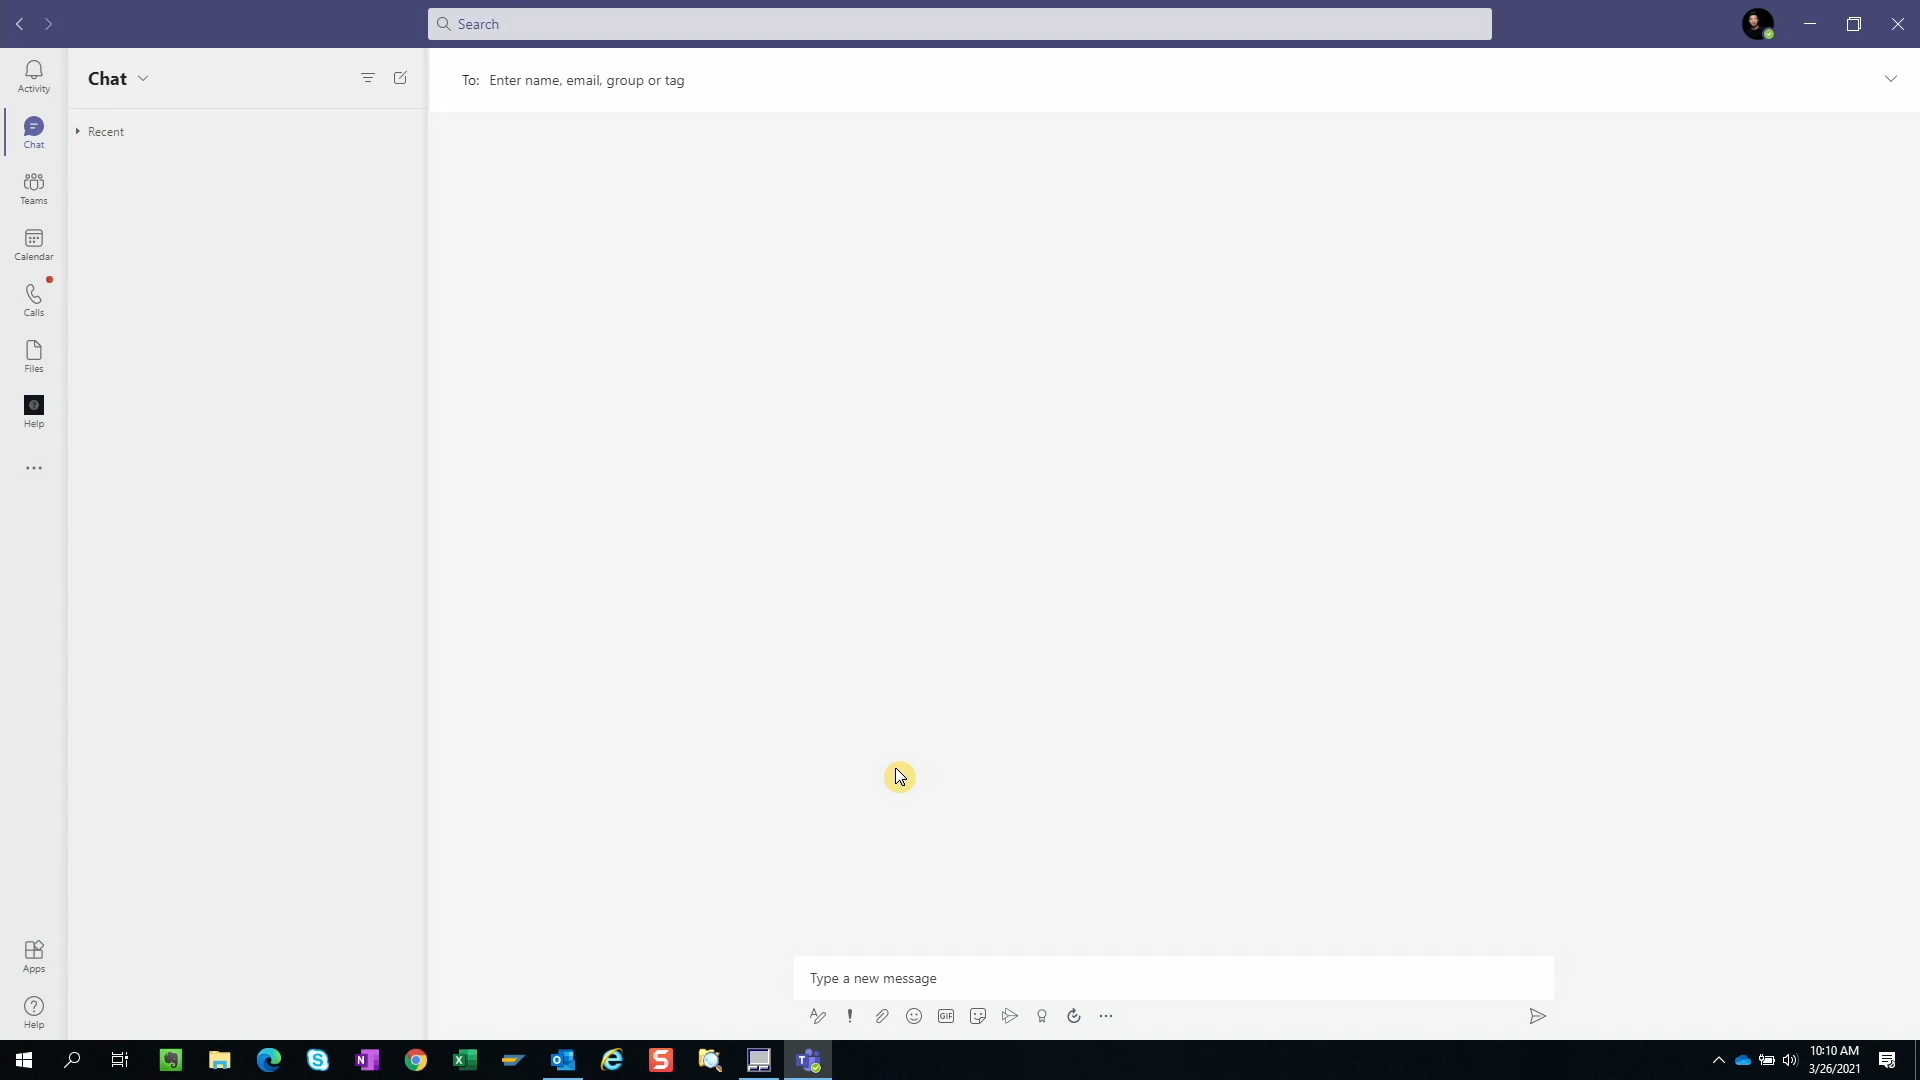 Search
Activity
Chat
Teams
Calendar
Calls
Files
Help
Apps
Help
Chat
Recent
To: Enter name, email, group or tag
Type a new message
GIF
10:10 AM
3/26/2021